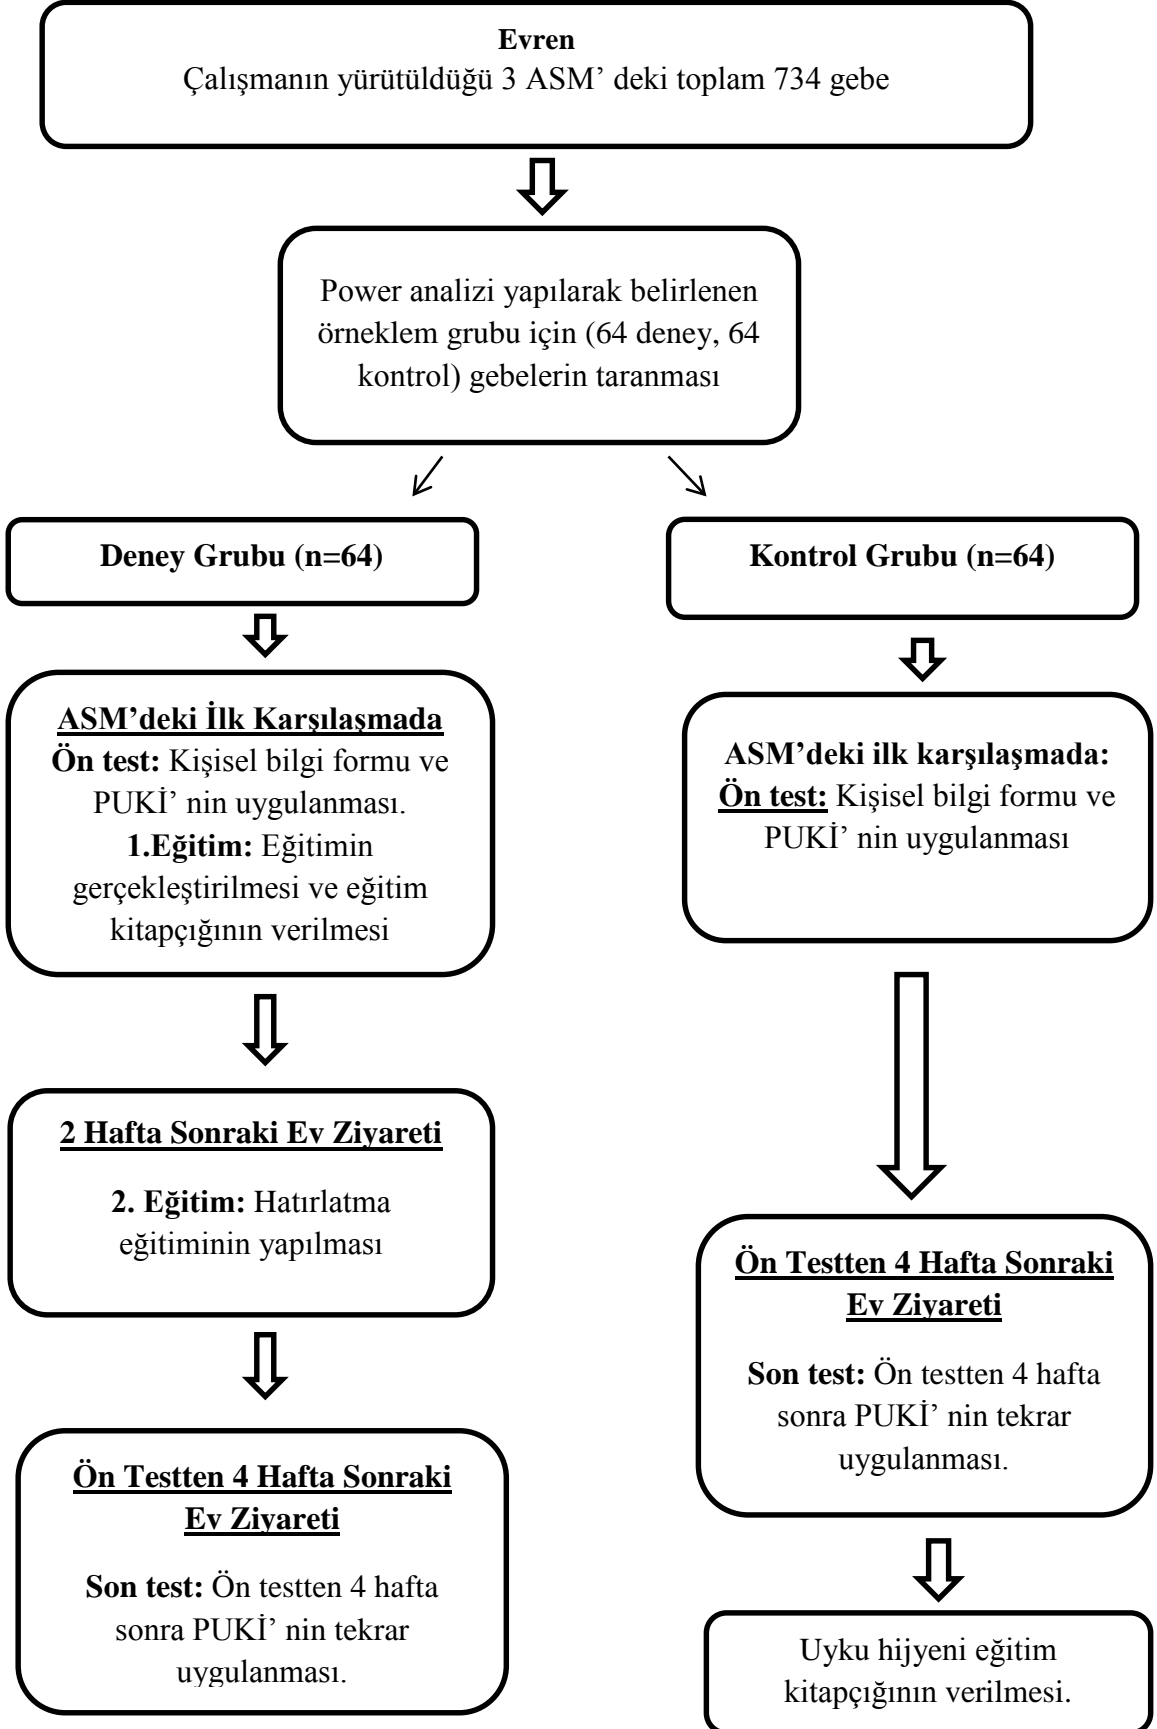 Evren
Çalışmanın yürütüldüğü 3 ASM’ deki toplam 734 gebe
Power analizi yapılarak belirlenen
örneklem grubu için (64 deney, 64
kontrol) gebelerin taranması
Deney Grubu (n=64)
ASM’deki İlk Karşılaşmada
Ön test: Kişisel bilgi formu ve
PUKİ’ nin uygulanması.
1.Eğitim: Eğitimin
gerçekleştirilmesi ve eğitim
kitapçığının verilmesi
2 Hafta Sonraki Ev Ziyareti
2. Eğitim: Hatırlatma
eğitiminin yapılması
Ön Testten 4 Hafta Sonraki
Ev Ziyareti
Son test: Ön testten 4 hafta
sonra PUKİ’ nin tekrar
uygulanması.
Kontrol Grubu (n=64)
ASM’deki ilk karşılaşmada:
Ön test: Kişisel bilgi formu ve
PUKİ’ nin uygulanması
Ön Testten 4 Hafta Sonraki
Ev Ziyareti
Son test: Ön testten 4 hafta
sonra PUKİ’ nin tekrar
uygulanması.
Uyku hijyeni eğitim
kitapçığının verilmesi.